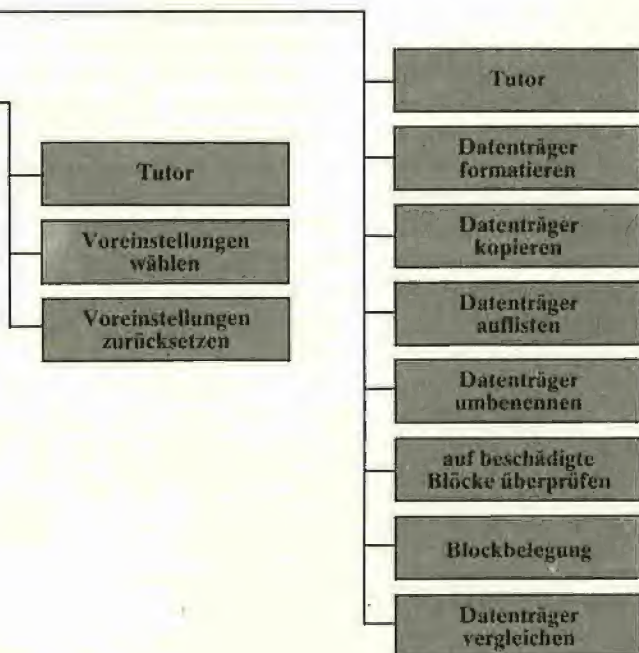 Tutor
Voreinstellungen
wählen
Voreinstellungen
zurücksetzen
Tutor
Datenträger
formatieren
Datenträger
kopieren
Datenträger
auflisten
Datenträger
umbenennen
auf beschädigte
Blöcke überprüfen
Blockbelegung
Datenträger
vergleichen